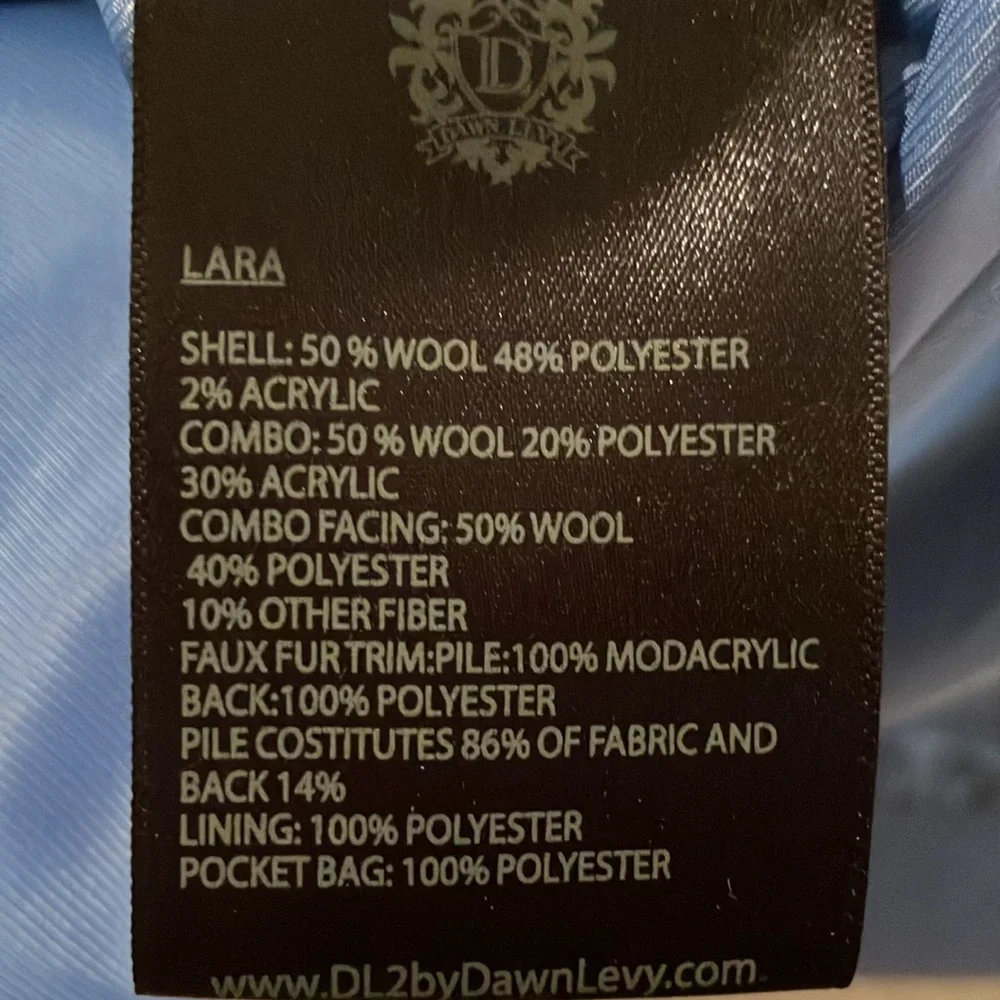 D
DAWN LEVY
LARA
SHELL: 50 % WOOL 48% POLYESTER
2% ACRYLIC
COMBO: 50 % WOOL 20% POLYESTER
30% ACRYLIC
COMBO FACING: 50% WOOL
40% POLYESTER
10% OTHER FIBER
FAUX FUR TRIM:PILE:100% MODACRYLIC
BACK:100% POLYESTER
PILE COSTITUTES 86% OF FABRIC AND
BACK 14%
LINING: 100% POLYESTER
POCKET BAG: 100% POLYESTER
www.DL2byDawnLevy.com